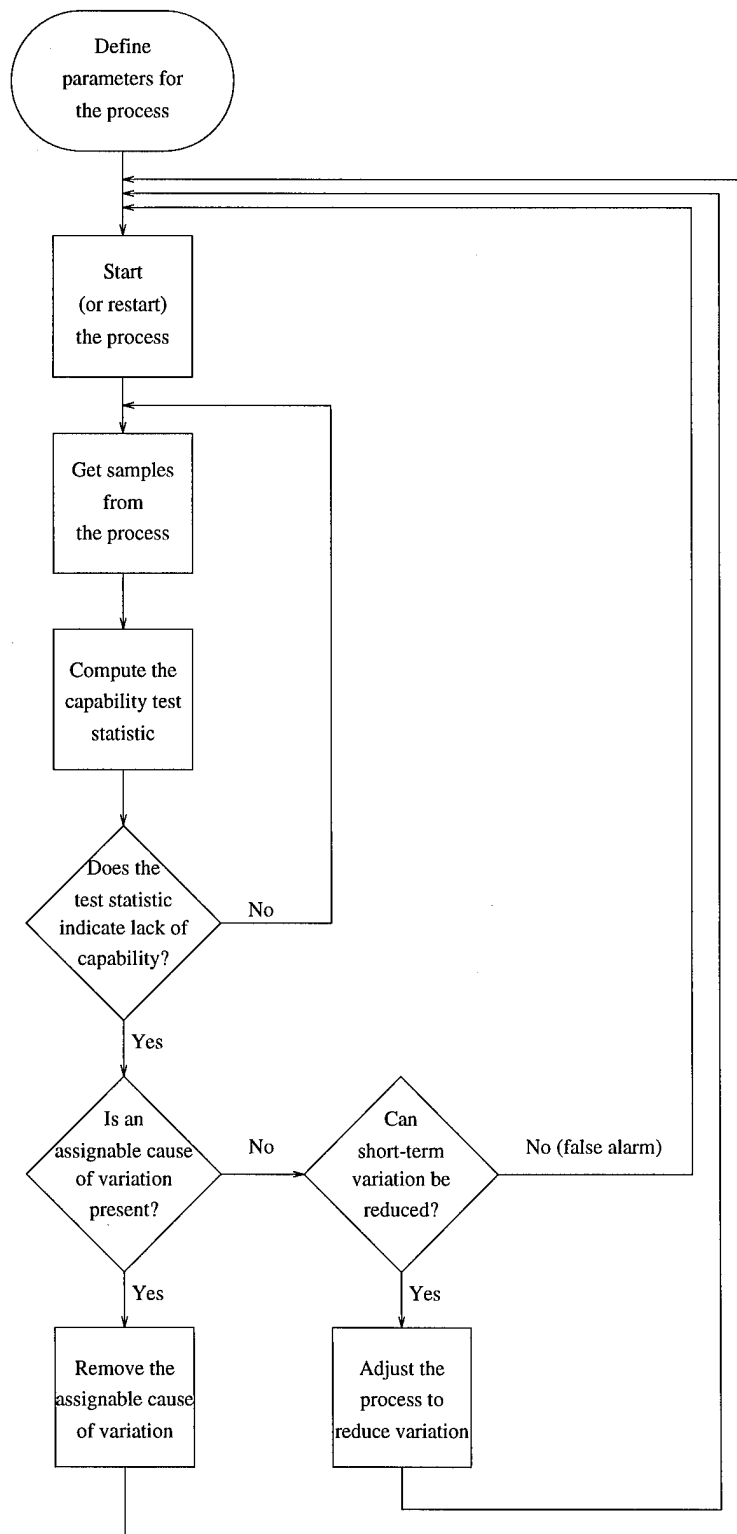 Define
parameters for
the process
Start
(or restart)
the process
Get samples
from
the process
Compute the
capability test
statistic
Does the
test statistic
indicate lack of
capability?
No
Yes
Is an
assignable cause
of variation
present?
No
Can
short-term
variation be
reduced?
No (false alarm)
Yes
Yes
Remove the
assignable cause
of variation
Adjust the
process to
reduce variation